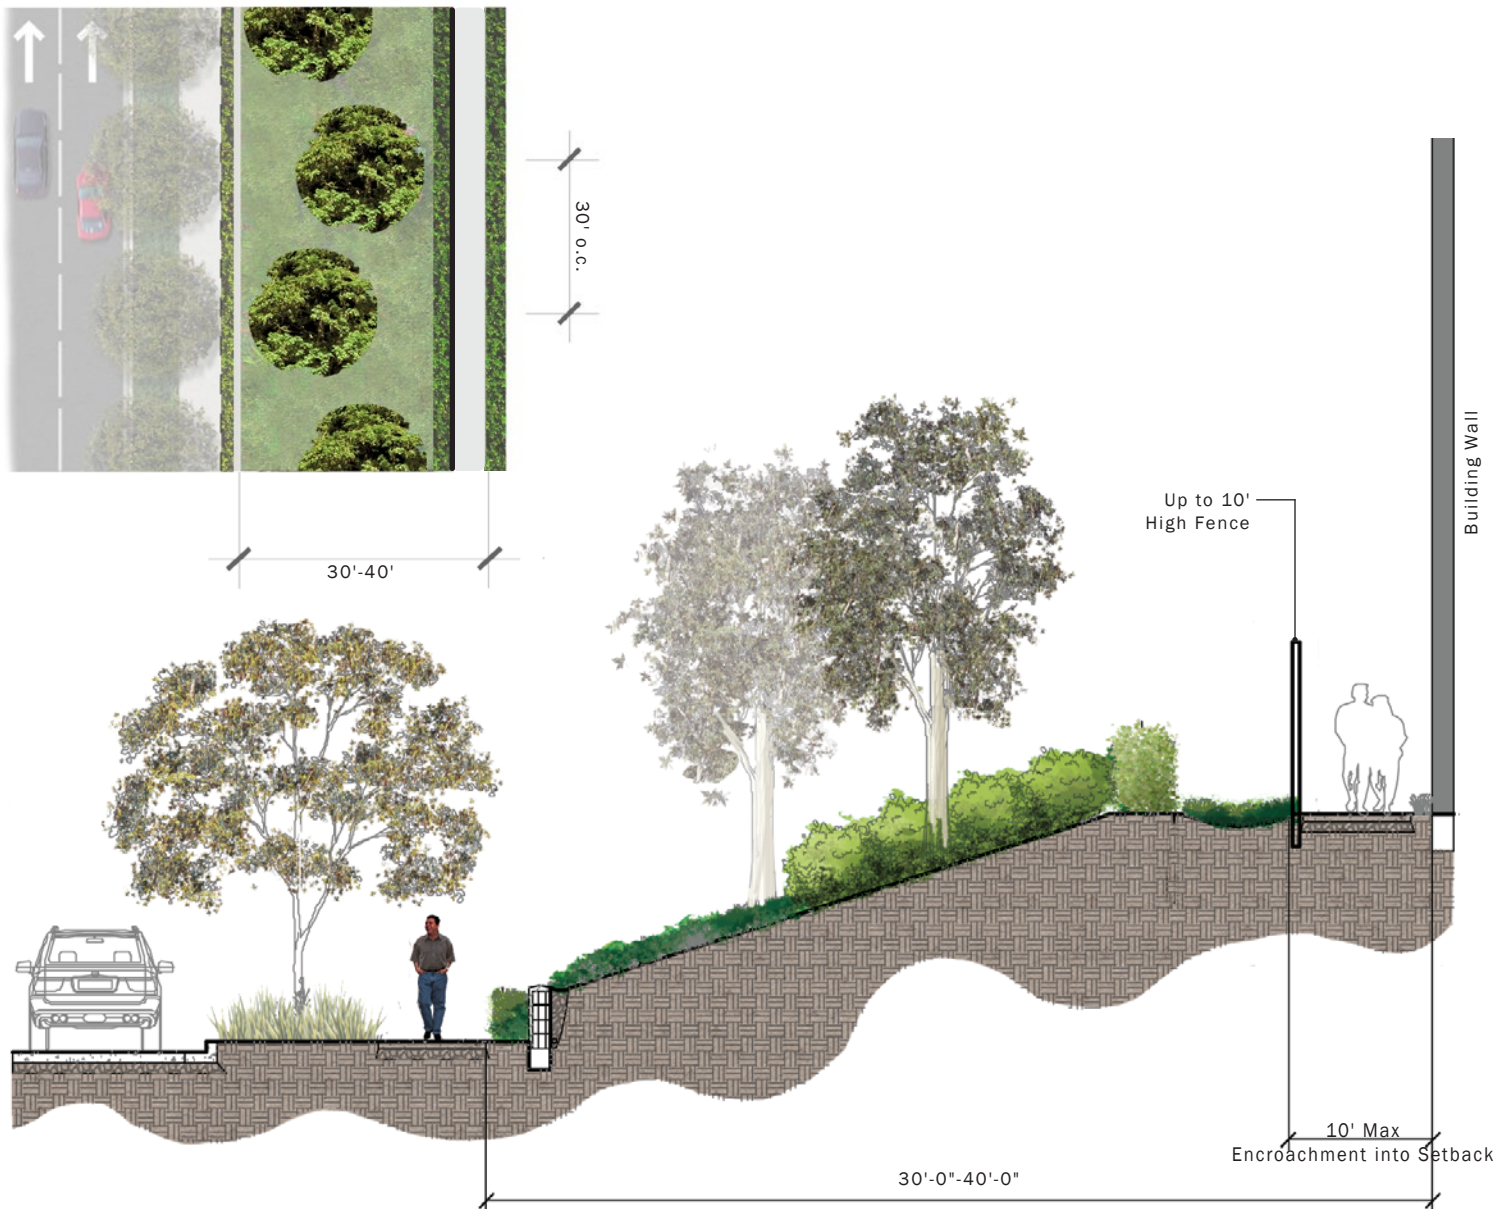 30' o.c.
30'-40'
Up to 10'
High Fence
Building Wall
10' Max
Encroachment into Setback
30'-0"-40'-0"